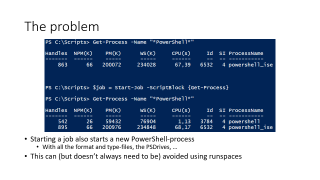 The problem
PS C:\Scripts> Get-Process -Name "*PowerShell*"
Handles NPM(K) PM(K) WS(K) CPU(s) Id SI ProcessName
863 66 200072 234028 67,39 6532 4 powershell_ise
PS C:\Scripts> $job = Start-Job -ScriptBlock {Get-Process}
PS C:\Scripts> Get-Process -Name "*PowerShell*"
Handles NPM(K) PM(K) WS(K) CPU(s) Id SI ProcessName
542 26 59432 76904 1,13 3784 4 powershell
895 66 200976 234848 68,17 6532 4 powershell_ise
• Starting a job also starts a new PowerShell-process
• With all the format and type-files, the PSDrives, ...
• This can (but doesn't always need to be) avoided using runspaces